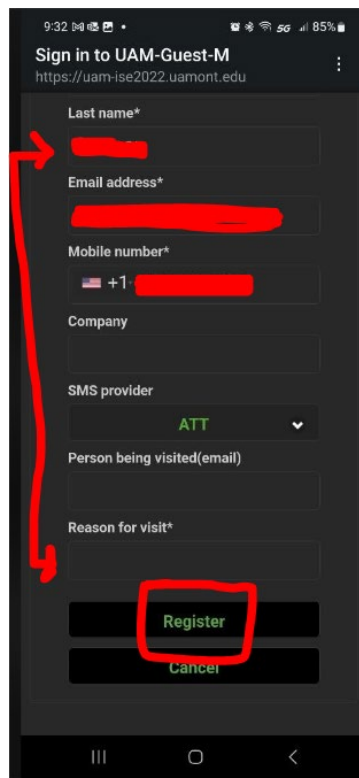 9:32
5G 85%
Sign in to UAM-Guest-M
https://uam-ise2022.uamont.edu
Last name*
Email address*
Mobile number*
+1
Company
SMS provider
ATT
Person being visited(email)
Reason for visit*
Register
Cancel